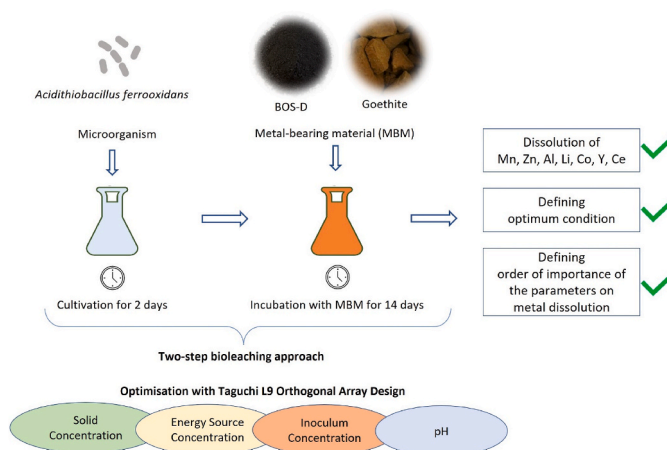 Acidithiobacillus ferrooxidans
BOS-D
Goethite
Microorganism
Metal-bearing material (MBM)
Dissolution of
Mn, Zn, Al, Li, Co, Y, Ce
Defining
optimum condition
Defining
order of importance of
the parameters on
metal dissolution
Cultivation for 2 days
Incubation with MBM for 14 days
Two-step bioleaching approach
Optimisation with Taguchi L9 Orthogonal Array Design
Solid
Concentration
Energy Source
Concentration
Inoculum
Concentration
pH